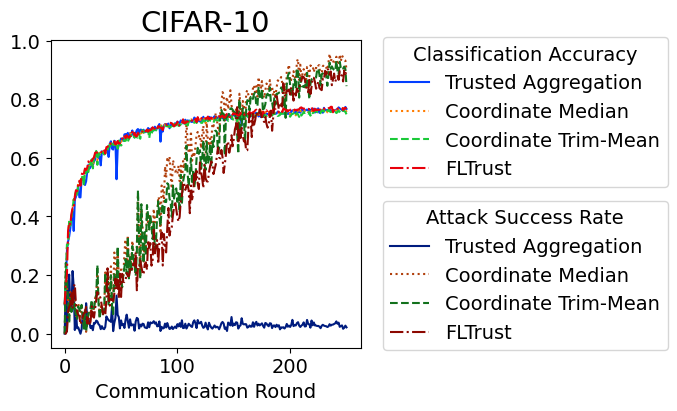 CIFAR-10
1.0
0.8
0.6
0.4
0.2
0.0
0 100 200
Communication Round
Classification Accuracy
Trusted Aggregation
Coordinate Median
Coordinate Trim-Mean
FLTrust
Attack Success Rate
Trusted Aggregation
Coordinate Median
Coordinate Trim-Mean
FLTrust